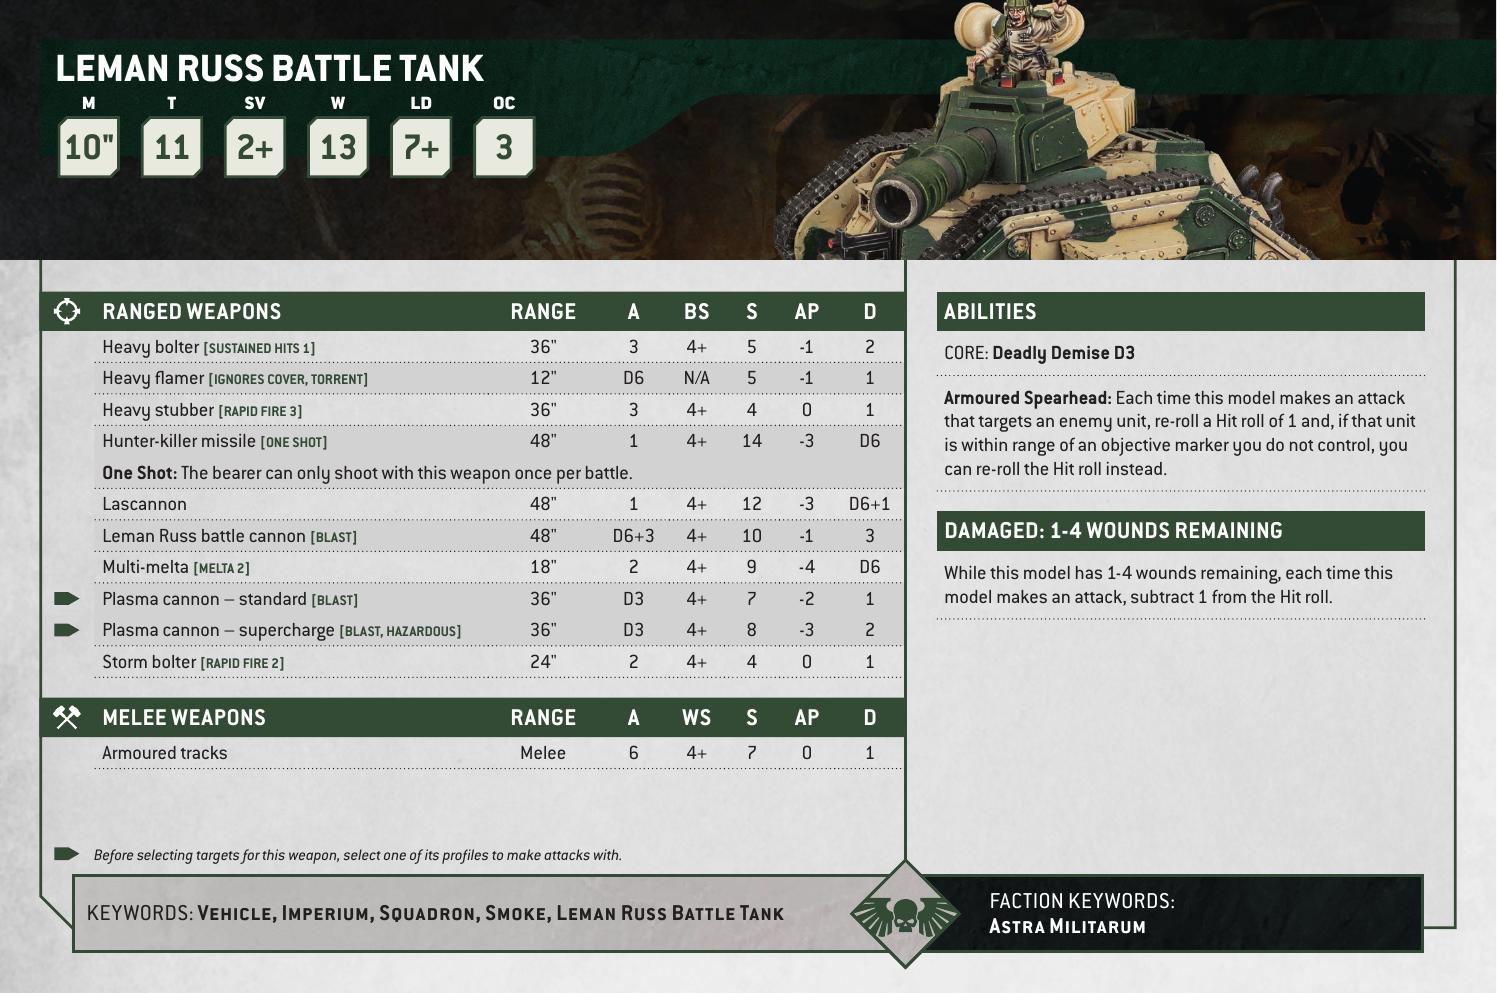 LEMAN RUSS BATTLE TANK
M T SV W LD OC
10" 11 2+ 13 7+ 3
RANGED WEAPONS RANGE A BS S AP D
Heavy bolter [SUSTAINED HITS 1] 36" 3 4+ 5 -1 2
Heavy flamer [IGNORES COVER, TORRENT] 12" D6 N/A 5 -1 1
Heavy stubber [RAPID FIRE 3] 36" 3 4+ 4 0 1
Hunter-killer missile [ONE SHOT] 48" 1 4+ 14 -3 D6
One Shot: The bearer can only shoot with this weapon once per battle.
Lascannon 48" 1 4+ 12 -3 D6+1
Leman Russ battle cannon [BLAST] 48" D6+3 4+ 10 -1 3
Multi-melta [MELTA 2] 18" 2 4+ 9 -4 D6
Plasma cannon – standard [BLAST] 36" D3 4+ 7 -2 1
Plasma cannon – supercharge [BLAST, HAZARDOUS] 36" D3 4+ 8 -3 2
Storm bolter [RAPID FIRE 2] 24" 2 4+ 4 0 1
MELEE WEAPONS RANGE A WS S AP D
Armoured tracks Melee 6 4+ 7 0 1
Before selecting targets for this weapon, select one of its profiles to make attacks with.
ABILITIES
CORE: Deadly Demise D3
Armoured Spearhead: Each time this model makes an attack
that targets an enemy unit, re-roll a Hit roll of 1 and, if that unit
is within range of an objective marker you do not control, you
can re-roll the Hit roll instead.
DAMAGED: 1-4 WOUNDS REMAINING
While this model has 1-4 wounds remaining, each time this
model makes an attack, subtract 1 from the Hit roll.
KEYWORDS: VEHICLE, IMPERIUM, SQUADRON, SMOKE, LEMAN RUSS BATTLE TANK
FACTION KEYWORDS:
ASTRA MILITARUM